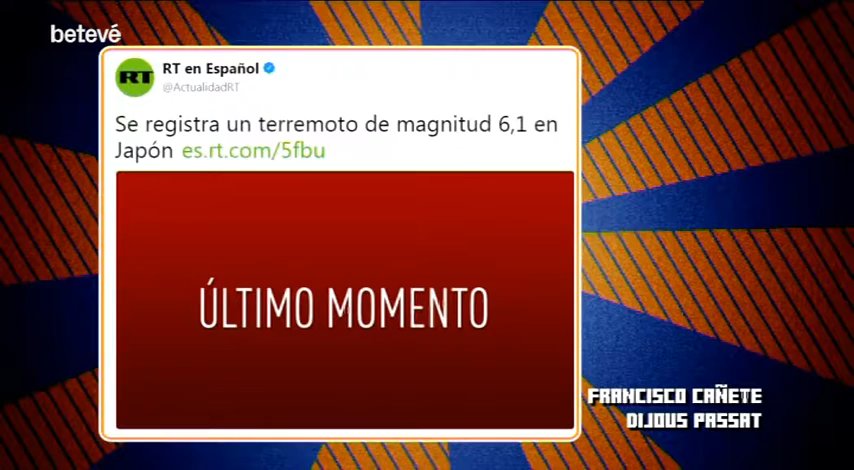 betevé
RT
RT en Español
@ActualidadRT
Se registra un terremoto de magnitud 6,1 en
Japón es.rt.com/5fbu
ÚLTIMO MOMENTO
FRANCISCO CAÑETE
DIJOUS PASSAT